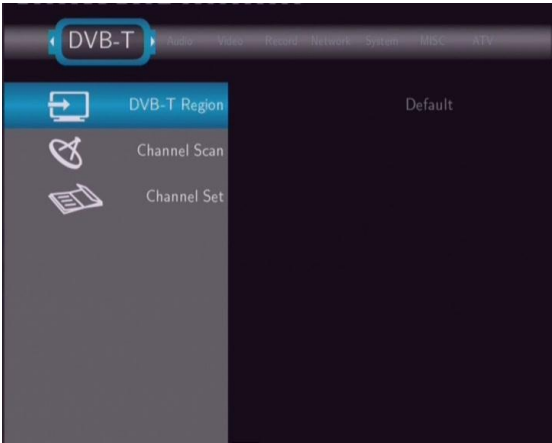 DVB-T Audio Video Record Network System MISC ATV
DVB-T Region Default
Channel Scan
Channel Set